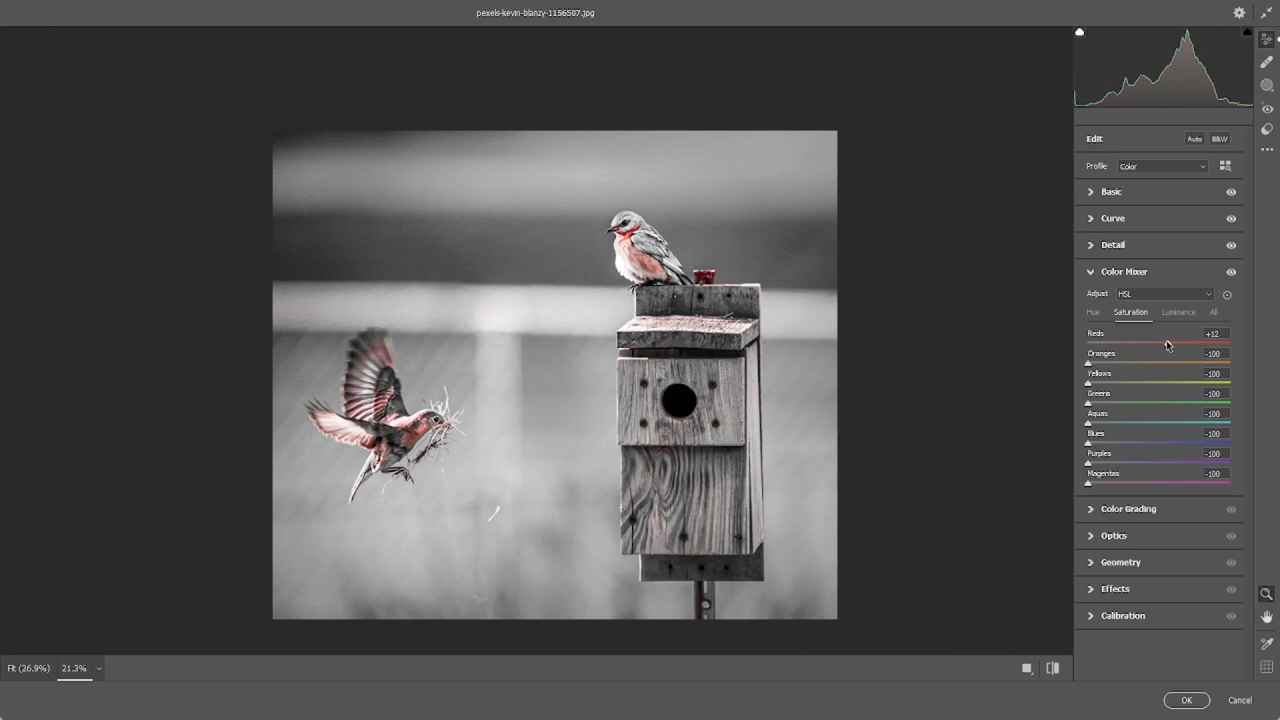 pexels-kevin-blanzy-1156507.jpg
Edit Auto B&W
Profile Color
Basic
Curve
Detail
Color Mixer
Adjust HSL
Hue Saturation Luminance All
Reds +12
Oranges -100
Yellows -100
Greens -100
Aquas -100
Blues -100
Purples -100
Magentas -100
Color Grading
Optics
Geometry
Effects
Calibration
Fit (26.9%) 21.3%
OK Cancel